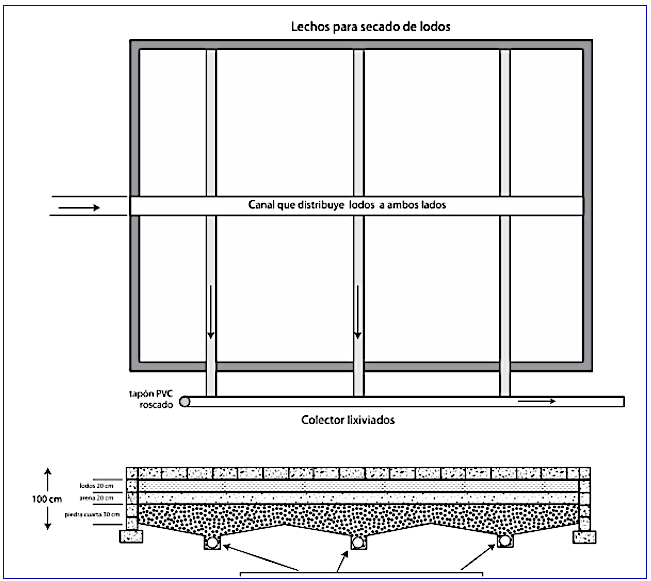 Lechos para secado de lodos
Canal que distribuye lodos a ambos lados
tapón PVC
roscado
Colector lixiviados
lodos 20 cm
100 cm
arena 20 cm
piedra cuarta 30 cm